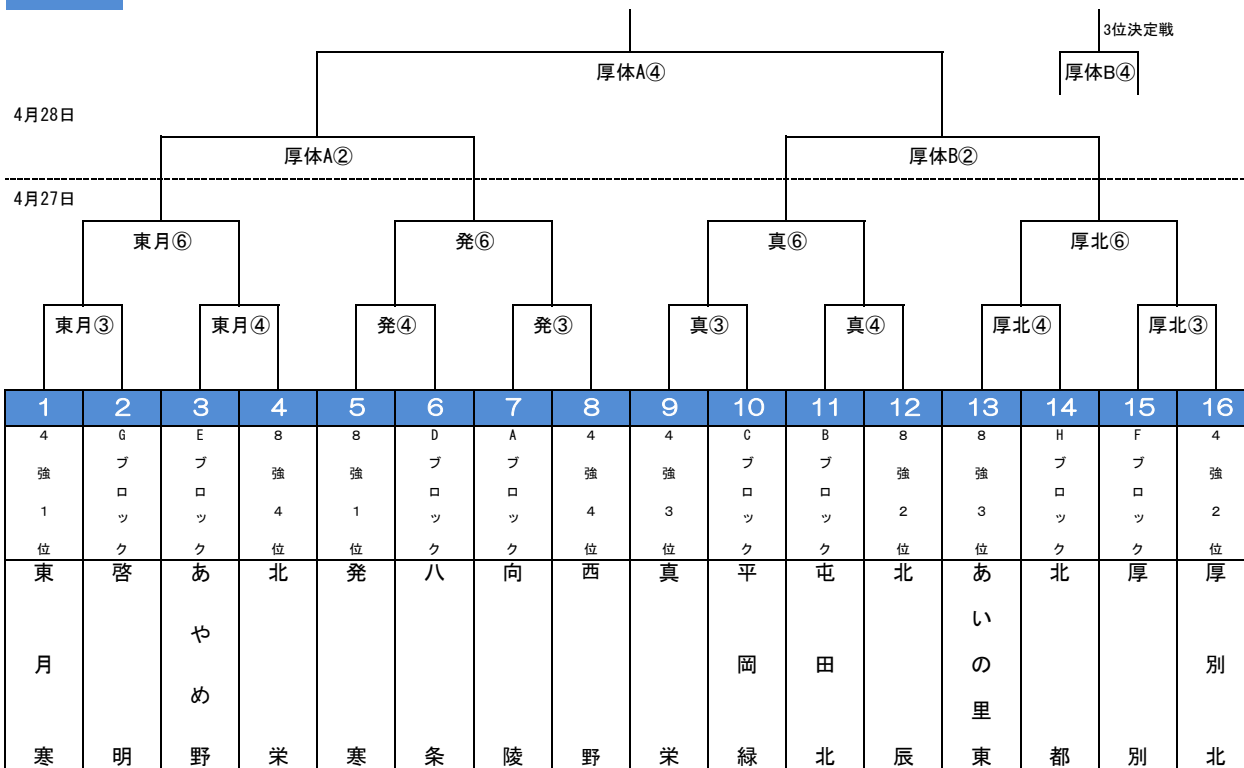 3位決定戦
厚体A④
厚体B④
4月28日
厚体A②
厚体B②
4月27日
東月⑥
発⑥
真⑥
厚北⑥
東月③
東月④
発④
発③
真③
真④
厚北④
厚北③
1 2 3 4 5 6 7 8 9 10 11 12 13 14 15 16
4強1位
Gブロック
Eブロック
8強4位
8強1位
Dブロック
Aブロック
4強4位
4強3位
Cブロック
Bブロック
8強2位
8強3位
Hブロック
Fブロック
4強2位
東月寒
啓明
あやめ野
北栄
発寒
八条
向陵
西野
真栄
平岡緑
屯田北
北辰
あいの里東
北都
厚別
厚別北